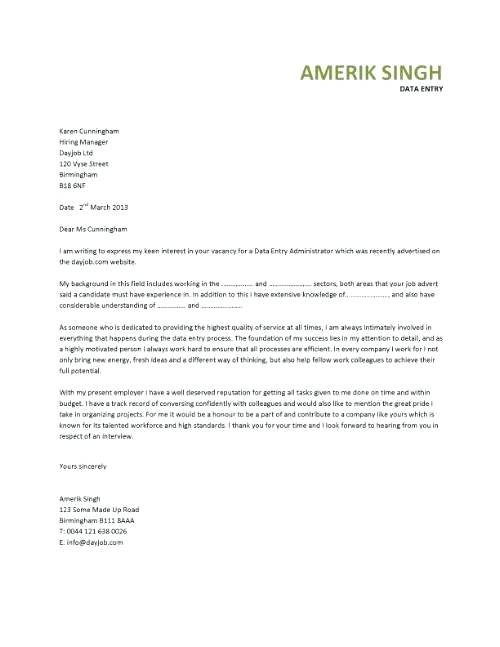 AMERIK SINGH
DATA ENTRY
Karen Cunningham
Hiring Manager
Dayjob Ltd
120 Vyse Street
Birmingham
B18 6NF
Date 2nd March 2013
Dear Ms Cunningham
I am writing to express my keen interest in your vacancy for a Data Entry Administrator which was recently advertised on
the dayjob.com website.
My background in this field includes working in the ................. and ...................... sectors, both areas that your job advert
said a candidate must have experience in. In addition to this I have extensive knowledge of......................, and also have
considerable understanding of ............... and ......................
As someone who is dedicated to providing the highest quality of service at all times, I am always intimately involved in
everything that happens during the data entry process. The foundation of my success lies in my attention to detail, and as
a highly motivated person I always work hard to ensure that all processes are efficient. In every company I work for I not
only bring new energy, fresh ideas and a different way of thinking, but also help fellow work colleagues to achieve their
full potential.
With my present employer I have a well deserved reputation for getting all tasks given to me done on time and within
budget. I have a track record of conversing confidently with colleagues and would also like to mention the great pride I
take in organizing projects. For me it would be a honour to be a part of and contribute to a company like yours which is
known for its talented workforce and high standards. I thank you for your time and I look forward to hearing from you in
respect of an interview.
Yours sincerely
Amerik Singh
123 Some Made Up Road
Birmingham B111 8AAA
T: 0044 121 638 0026
E: info@dayjob.com